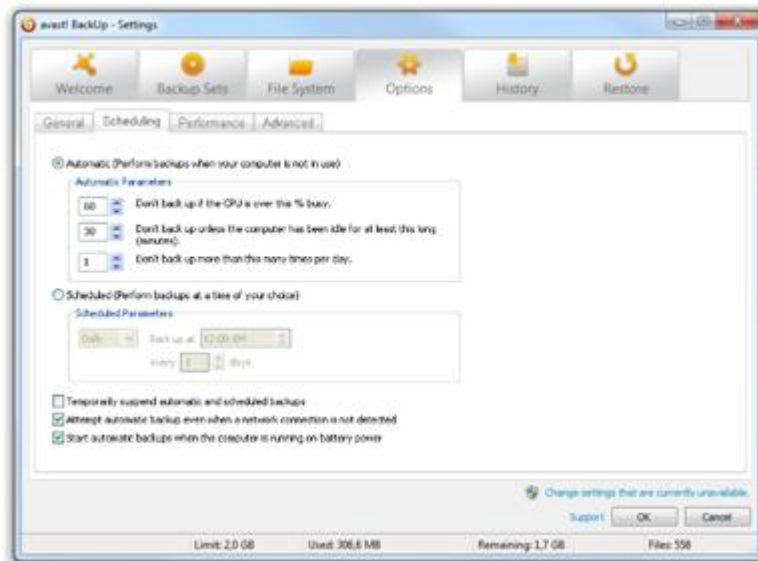 avast! BackUp - Settings
Welcome Backup Sets File System Options History Restore
General Scheduling Performance Advanced
Automatic (Perform backups when your computer is not in use)
Automatic Parameters
60 Don't back up if the CPU is over this % busy.
30 Don't back up unless the computer has been idle for at least this long
(minutes).
1 Don't back up more than this many times per day.
Scheduled (Perform backups at a time of your choice)
Scheduled Parameters
Daily Back up at 12:00 AM
every 1 days
Temporarily suspend automatic and scheduled backups
Attempt automatic backup even when a network connection is not detected
Start automatic backups when the computer is running on battery power
Change settings that are currently unavailable.
Support OK Cancel
Limit: 2,0 GB Used: 306,6 MB Remaining: 1,7 GB Files: 558